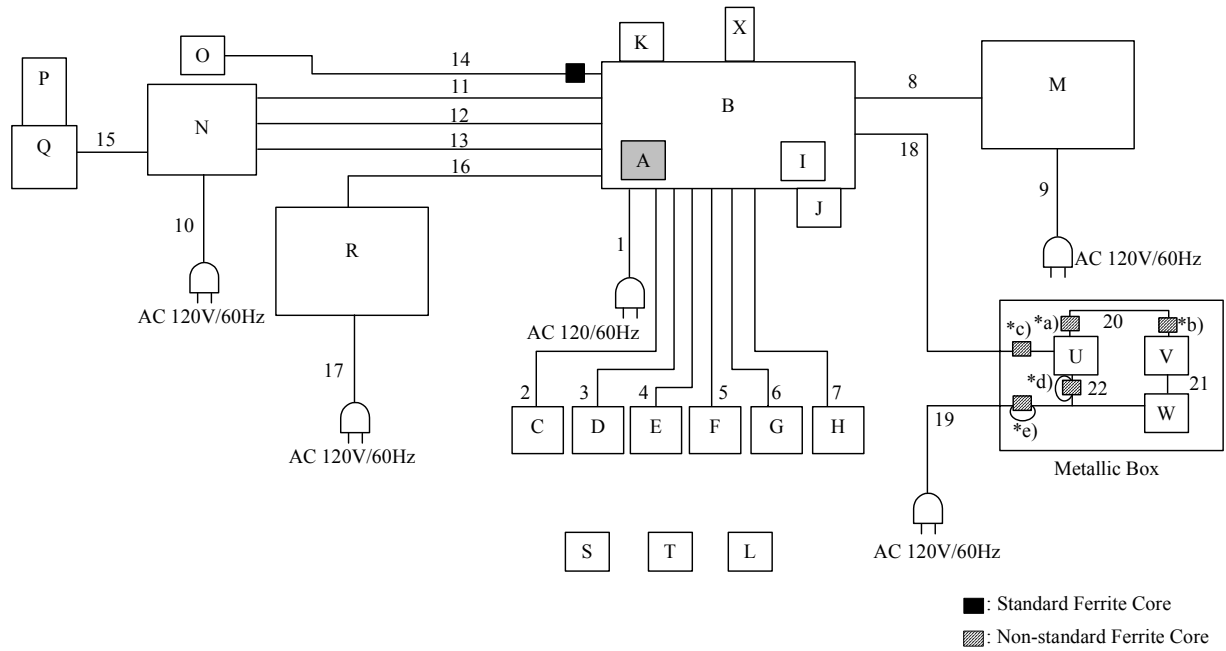 X
K
O
14
P
M
11
8
B
N
12
15
13
18
Q
A
I
16
9
J
10
1
R
AC 120V/60Hz
*a)
20
*b)
*c)
AC 120V/60Hz
AC 120/60Hz
U
V
17
*d)
22
21
2
3
4
5
6
7
19
W
C
D
E
F
G
H
*e)
AC 120V/60Hz
Metallic Box
S
T
L
AC 120V/60Hz
: Standard Ferrite Core
: Non-standard Ferrite Core